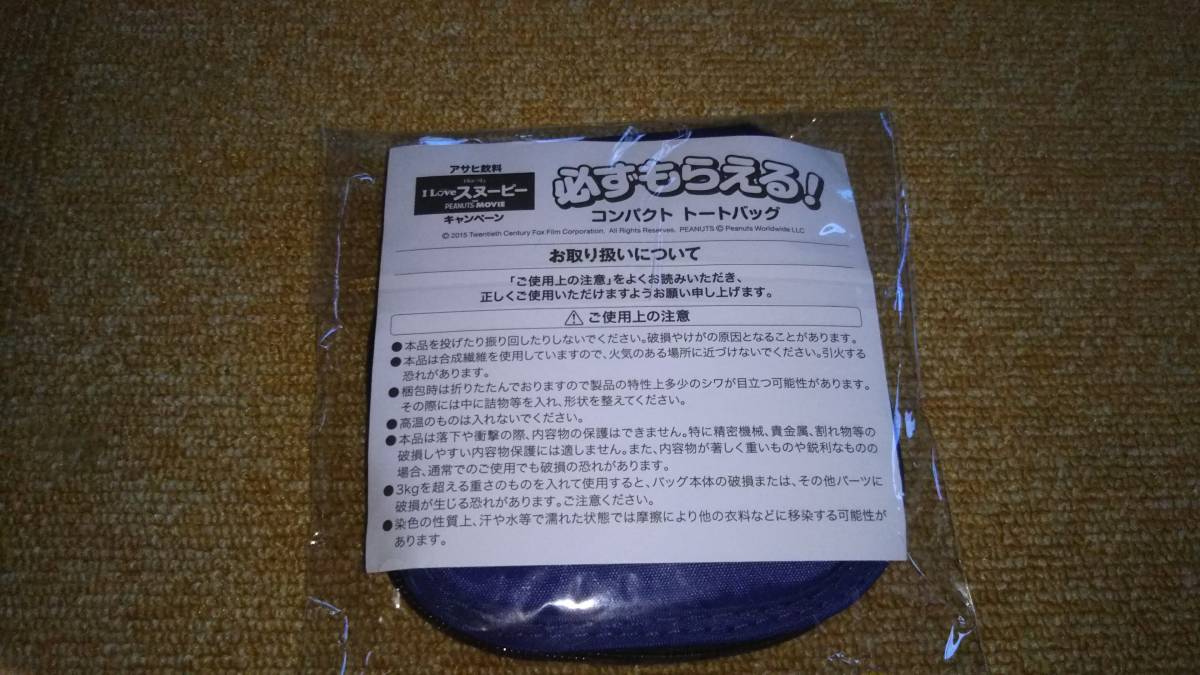 アサヒ飲料
I Love スヌーピー
PEANUTS MOVIE
キャンペーン
必ずもらえる!
コンパクト トートバッグ
©2015 Twentieth Century Fox Film Corporation. All Rights Reserved. PEANUTS © Peanuts Worldwide LLC
お取り扱いについて
「ご使用上の注意」をよくお読みいただき、
正しくご使用いただけますようお願い申し上げます。
⚠ ご使用上の注意
●本品を投げたり振り回したりしないでください。破損やけがの原因となることがあります。
●本品は合成繊維を使用していますので、火気のある場所に近づけないでください。引火する
恐れがあります。
●梱包時は折りたたんでおりますので製品の特性上多少のシワが目立つ可能性があります。
その際には中に詰物等を入れ、形状を整えてください。
●高温のものは入れないでください。
●本品は落下や衝撃の際、内容物の保護はできません。特に精密機械、貴金属、割れ物等の
破損しやすい内容物保護には適しません。また、内容物が著しく重いものや鋭利なものの
場合、通常でのご使用でも破損の恐れがあります。
●3kgを超える重さのものを入れて使用すると、バッグ本体の破損または、その他パーツに
破損が生じる恐れがあります。ご注意ください。
●染色の性質上、汗や水等で濡れた状態では摩擦により他の衣料などに移染する可能性が
あります。